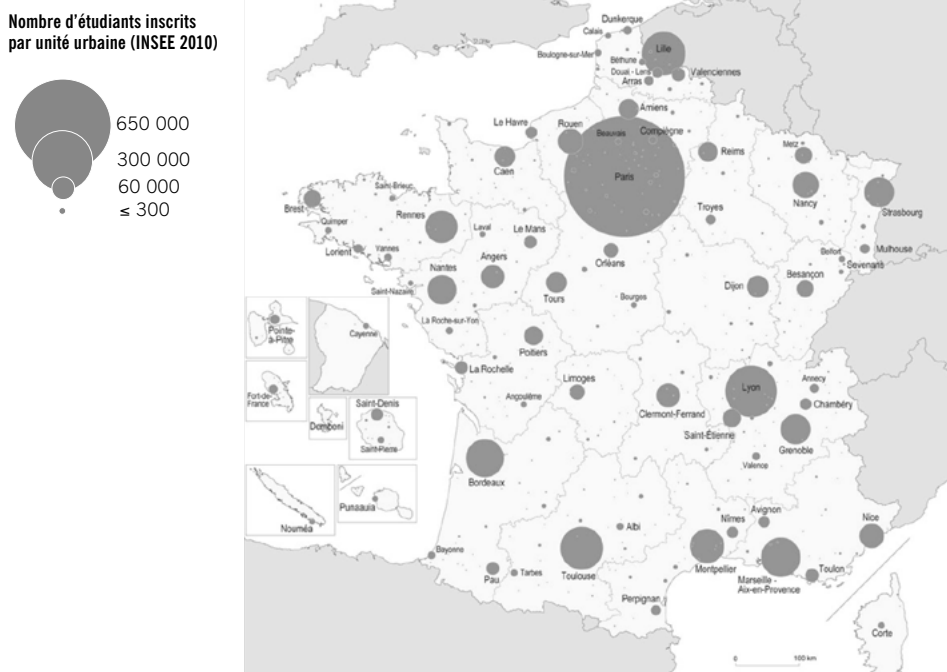 Nombre d'étudiants inscrits
par unité urbaine (INSEE 2010)
650 000
300 000
60 000
≤ 300
Dunkerque
Calais
Lille
Boulogne-sur-Mer
Béthune
Douai - Lens
Valenciennes
Arras
Amiens
Le Havre
Rouen
Beauvais
Compiègne
Reims
Metz
Caen
Paris
Nancy
Strasbourg
Saint-Brieuc
Brest
Rennes
Troyes
Quimper
Laval
Le Mans
Lorient
Vannes
Angers
Orléans
Belfort
Mulhouse
Sevenans
Nantes
Besançon
Dijon
Saint-Nazaire
Tours
Bourges
La Roche-sur-Yon
Pointe-
à-Pitre
Cayenne
Poitiers
La Rochelle
Limoges
Lyon
Annecy
Fort-de-
France
Angoulême
Chambéry
Saint-Denis
Clermont-Ferrand
Domboni
Saint-Étienne
Saint-Pierre
Grenoble
Valence
Bordeaux
Punaauia
Nouméa
Albi
Nîmes
Avignon
Nice
Bayonne
Pau
Tarbes
Toulouse
Montpellier
Marseille -
Aix-en-Provence
Toulon
Perpignan
Corte
0 100 km